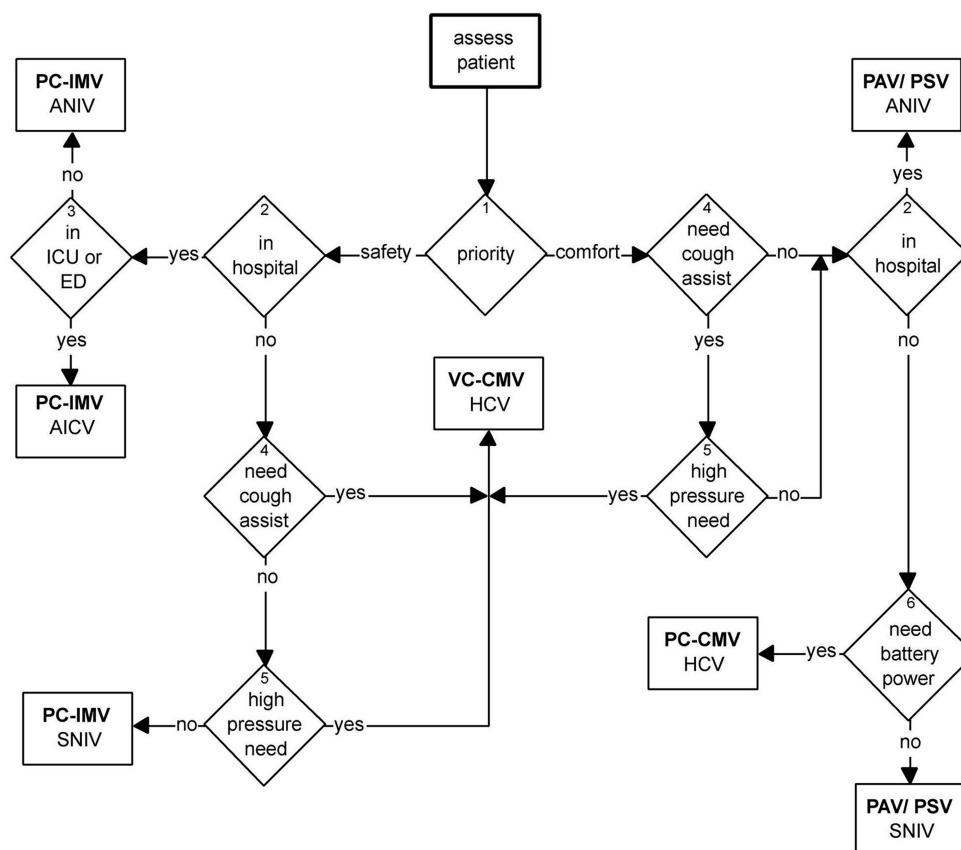 assess
patient
PC-IMV
ANIV
PAV/ PSV
ANIV
no
yes
3
in
ICU or
ED
yes
2
in
hospital
safety
1
priority
comfort
4
need
cough
assist
no
2
in
hospital
yes
no
yes
no
PC-IMV
AICV
VC-CMV
HCV
4
need
cough
assist
yes
yes
5
high
pressure
need
no
no
6
need
battery
power
yes
PC-CMV
HCV
5
high
pressure
need
yes
no
PC-IMV
SNIV
no
PAV/ PSV
SNIV